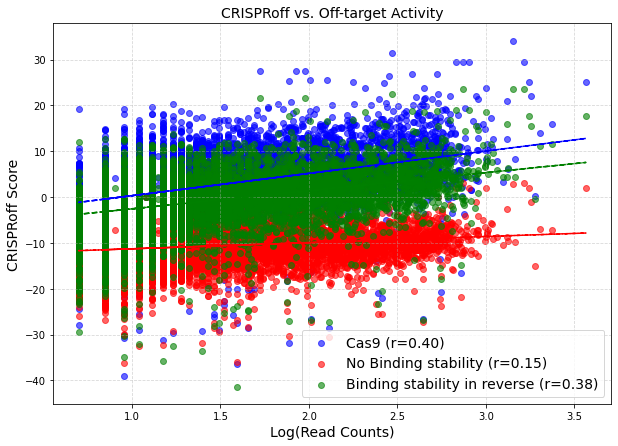 CRISPRoff vs. Off-target Activity
30
20
10
0
−10
−20
−30
−40
CRISPRoff Score
1.0
1.5
2.0
2.5
3.0
3.5
Log(Read Counts)
Cas9 (r=0.40)
No Binding stability (r=0.15)
Binding stability in reverse (r=0.38)